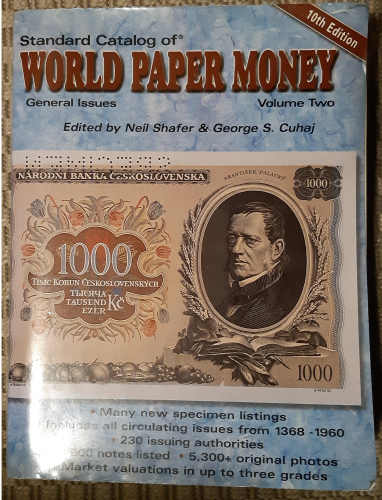 10th Edition
Standard Catalog of®
WORLD PAPER MONEY
General Issues Volume Two
Edited by Neil Shafer & George S. Cuhaj
SPECIMEN
NÁRODNÍ BANKA ČESKOSLOVENSKÁ
FRANTIŠEK PALACKÝ
1000
1000
TISÍC KORUN ČESKOSLOVENSKÝCH
ТЫСЯЧА
TAUSEND Kč
EZER
1000
• Many new specimen listings
Includes all circulating issues from 1368 -1960
• 230 issuing authorities
notes listed • 5,300+ original photos
Market valuations in up to three grades